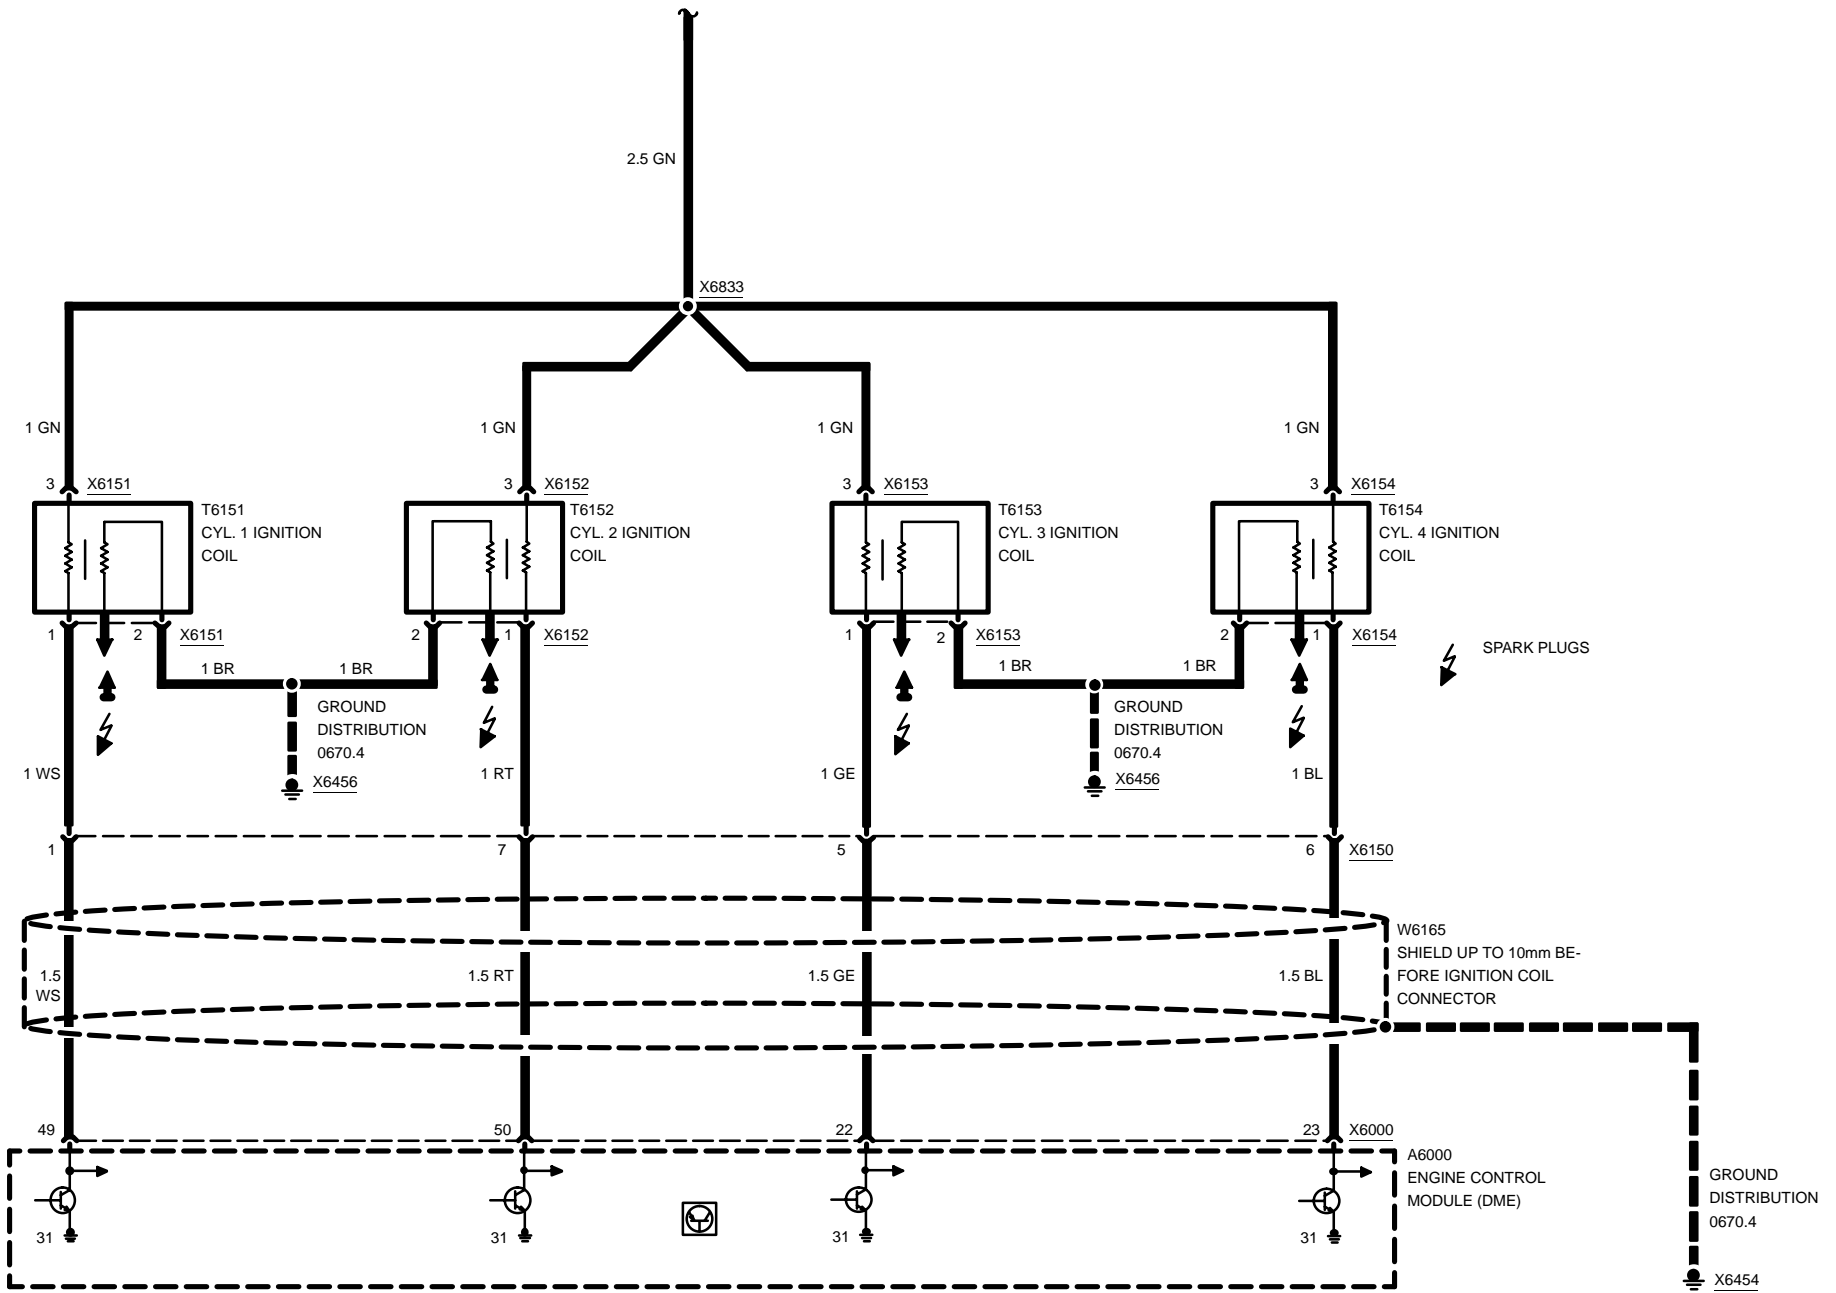 2.5 GN
X6833
1 GN
1 GN
1 GN
1 GN
3
X6151
3
X6152
3
X6153
3
X6154
T6151
CYL. 1 IGNITION
COIL
T6152
CYL. 2 IGNITION
COIL
T6153
CYL. 3 IGNITION
COIL
T6154
CYL. 4 IGNITION
COIL
1
2
X6151
2
1
X6152
1
2
X6153
2
1
X6154
SPARK PLUGS
1 BR
1 BR
1 BR
1 BR
GROUND
DISTRIBUTION
0670.4
X6456
GROUND
DISTRIBUTION
0670.4
X6456
1 WS
1 RT
1 GE
1 BL
1
7
5
6
X6150
W6165
SHIELD UP TO 10mm BE-
FORE IGNITION COIL
CONNECTOR
1.5
WS
1.5 RT
1.5 GE
1.5 BL
49
50
22
23
X6000
A6000
ENGINE CONTROL
MODULE (DME)
31
31
31
31
GROUND
DISTRIBUTION
0670.4
X6454